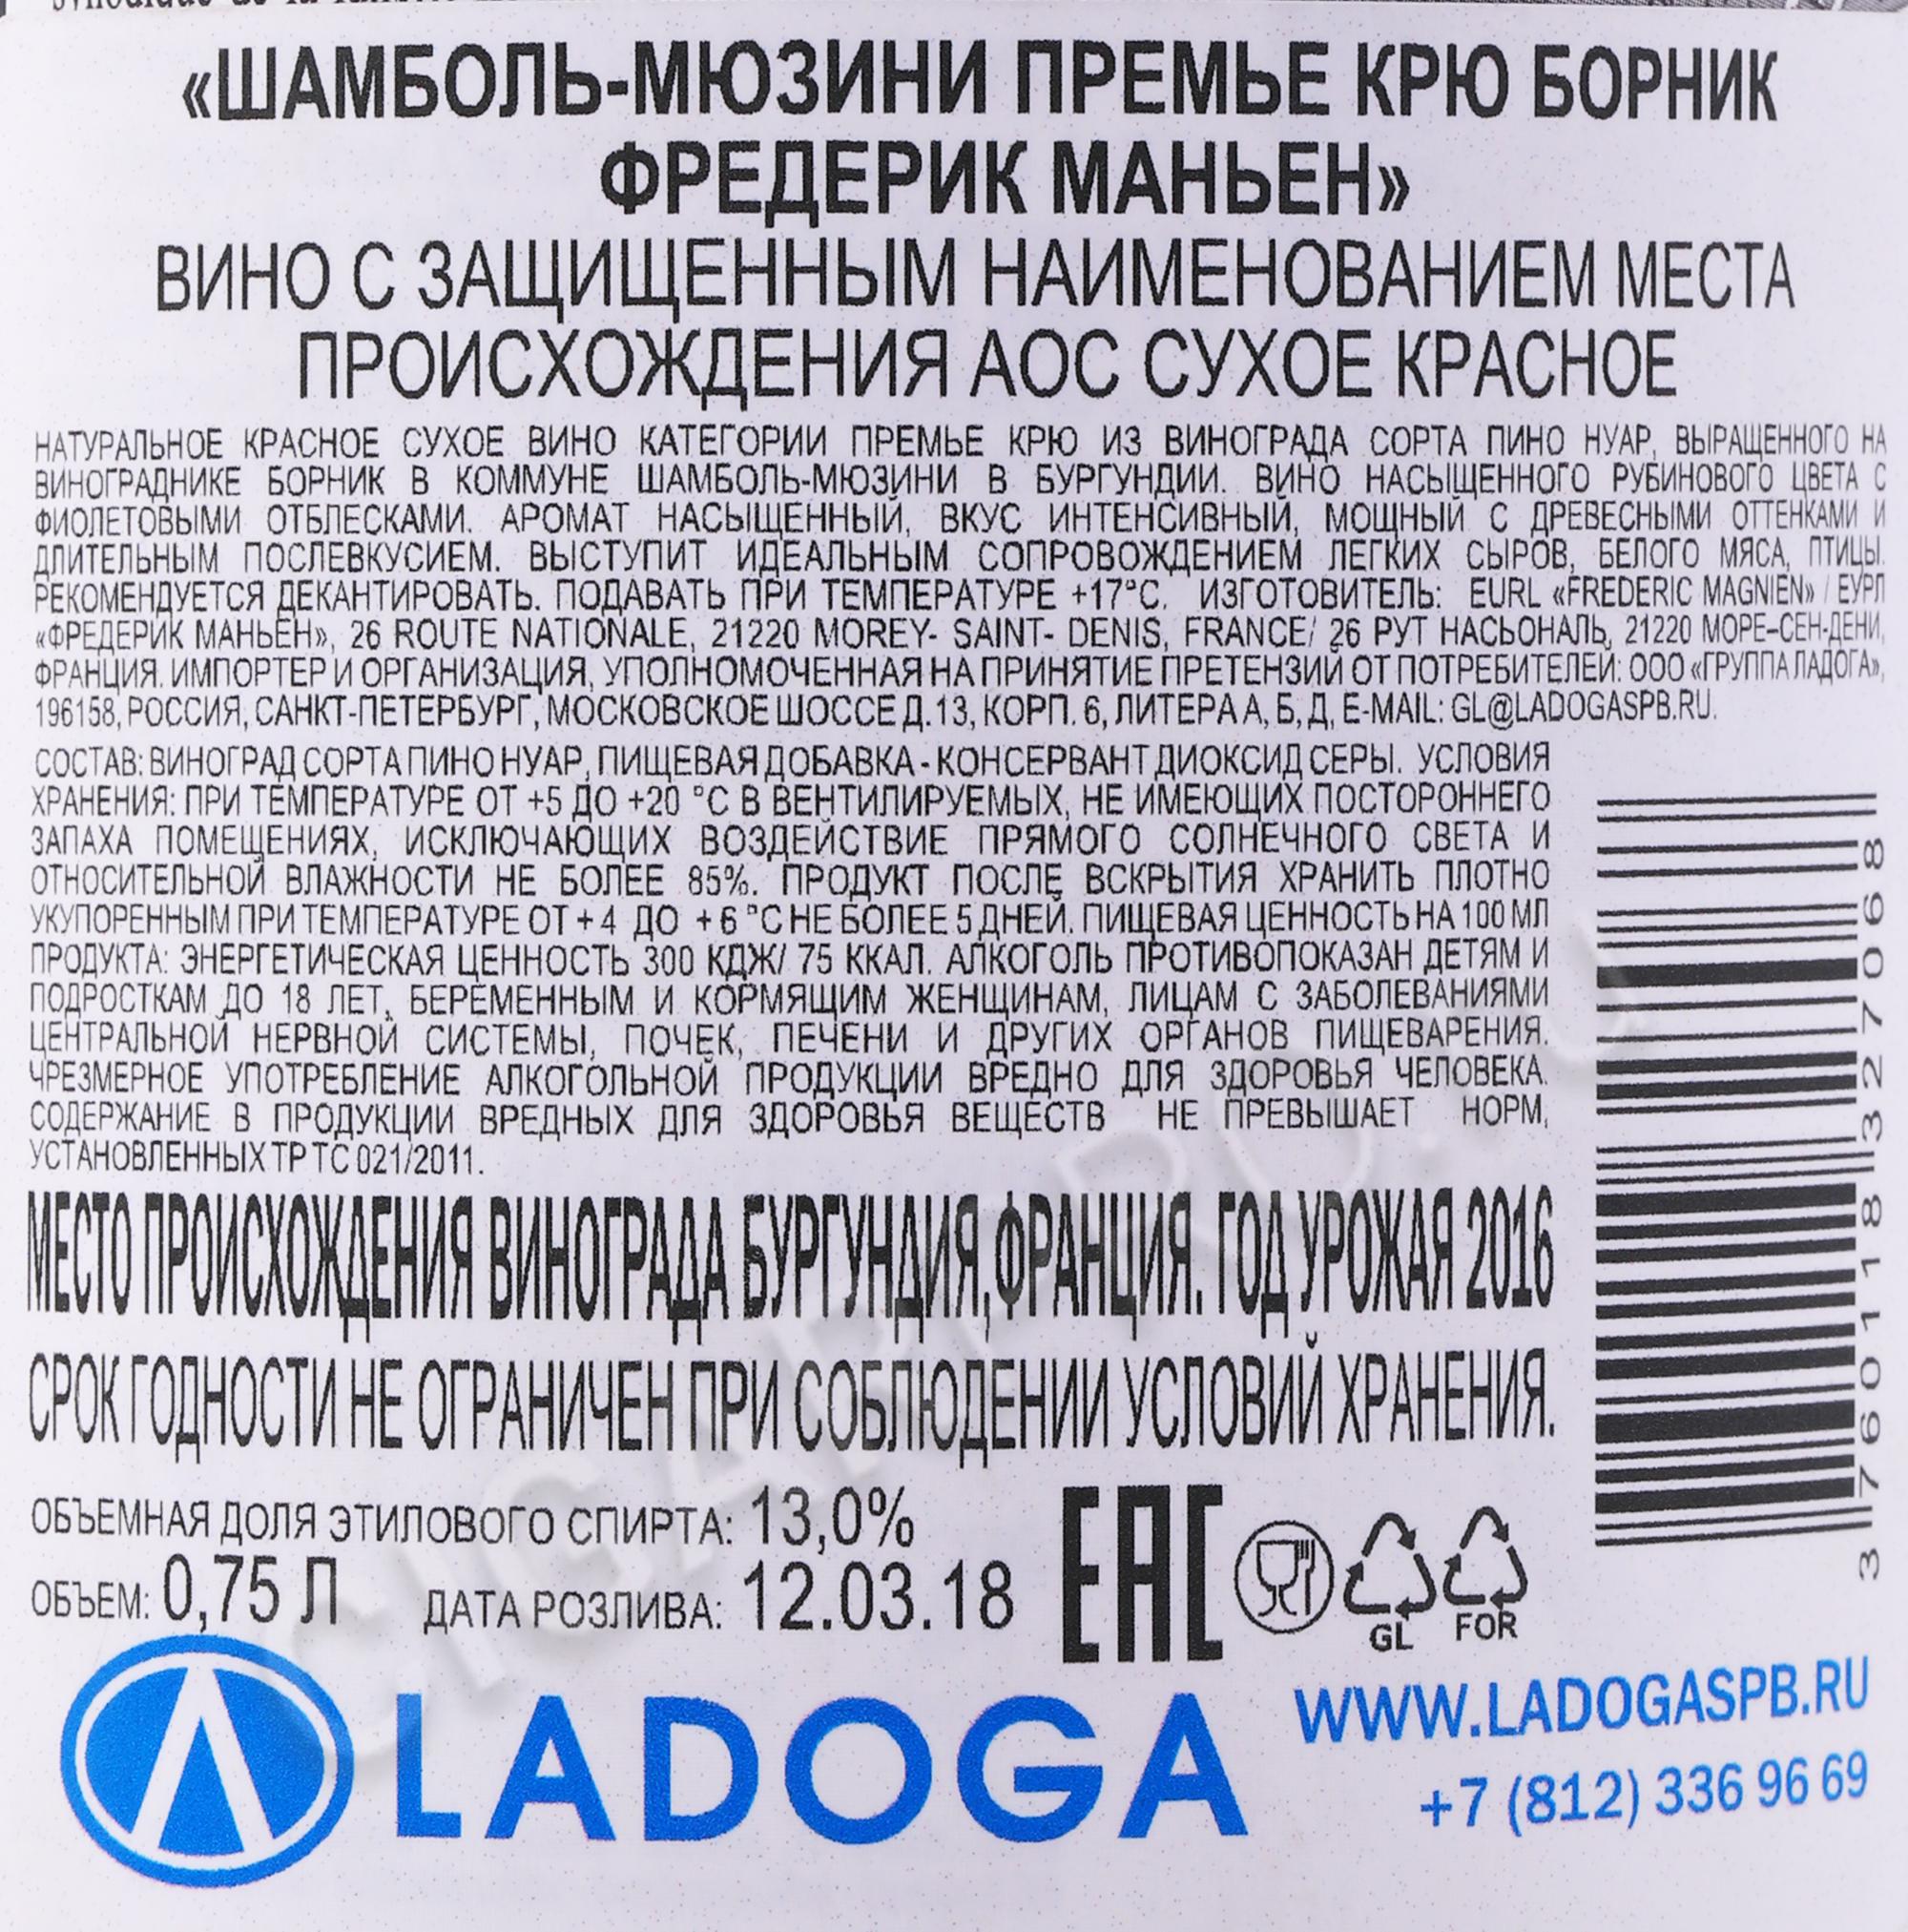 «ШАМБОЛЬ-МЮЗИНИ ПРЕМЬЕ КРЮ БОРНИК
ФРЕДЕРИК МАНЬЕН»
ВИНО С ЗАЩИЩЕННЫМ НАИМЕНОВАНИЕМ МЕСТА
ПРОИСХОЖДЕНИЯ АОС СУХОЕ КРАСНОЕ
НАТУРАЛЬНОЕ КРАСНОЕ СУХОЕ ВИНО КАТЕГОРИИ ПРЕМЬЕ КРЮ ИЗ ВИНОГРАДА СОРТА ПИНО НУАР, ВЫРАЩЕННОГО НА
ВИНОГРАДНИКЕ БОРНИК В КОММУНЕ ШАМБОЛЬ-МЮЗИНИ В БУРГУНДИИ. ВИНО НАСЫЩЕННОГО РУБИНОВОГО ЦВЕТА С
ФИОЛЕТОВЫМИ ОТБЛЕСКАМИ. АРОМАТ НАСЫЩЕННЫЙ, ВКУС ИНТЕНСИВНЫЙ, МОЩНЫЙ С ДРЕВЕСНЫМИ ОТТЕНКАМИ И
ДЛИТЕЛЬНЫМ ПОСЛЕВКУСИЕМ. ВЫСТУПИТ ИДЕАЛЬНЫМ СОПРОВОЖДЕНИЕМ ЛЕГКИХ СЫРОВ, БЕЛОГО МЯСА, ПТИЦЫ.
РЕКОМЕНДУЕТСЯ ДЕКАНТИРОВАТЬ. ПОДАВАТЬ ПРИ ТЕМПЕРАТУРЕ +17°С. ИЗГОТОВИТЕЛЬ: EURL «FREDERIC MAGNIEN» / ЕУРЛ
«ФРЕДЕРИК МАНЬЕН», 26 ROUTE NATIONALE, 21220 MOREY- SAINT- DENIS, FRANCE/ 26 РУТ НАСЬОНАЛЬ, 21220 МОРЕ-СЕН-ДЕНИ,
ФРАНЦИЯ. ИМПОРТЕР И ОРГАНИЗАЦИЯ, УПОЛНОМОЧЕННАЯ НА ПРИНЯТИЕ ПРЕТЕНЗИЙ ОТ ПОТРЕБИТЕЛЕЙ: ООО «ГРУППА ЛАДОГА»,
196158, РОССИЯ, САНКТ-ПЕТЕРБУРГ, МОСКОВСКОЕ ШОССЕ Д. 13, КОРП. 6, ЛИТЕРА А, Б, Д, E-MAIL: GL@LADOGASPB.RU.
СОСТАВ: ВИНОГРАД СОРТА ПИНО НУАР, ПИЩЕВАЯ ДОБАВКА - КОНСЕРВАНТ ДИОКСИД СЕРЫ. УСЛОВИЯ
ХРАНЕНИЯ: ПРИ ТЕМПЕРАТУРЕ ОТ +5 ДО +20 °С В ВЕНТИЛИРУЕМЫХ, НЕ ИМЕЮЩИХ ПОСТОРОННЕГО
ЗАПАХА ПОМЕЩЕНИЯХ, ИСКЛЮЧАЮЩИХ ВОЗДЕЙСТВИЕ ПРЯМОГО СОЛНЕЧНОГО СВЕТА И
ОТНОСИТЕЛЬНОЙ ВЛАЖНОСТИ НЕ БОЛЕЕ 85%. ПРОДУКТ ПОСЛЕ ВСКРЫТИЯ ХРАНИТЬ ПЛОТНО
УКУПОРЕННЫМ ПРИ ТЕМПЕРАТУРЕ ОТ + 4 ДО + 6 °С НЕ БОЛЕЕ 5 ДНЕЙ. ПИЩЕВАЯ ЦЕННОСТЬ НА 100 МЛ
ПРОДУКТА: ЭНЕРГЕТИЧЕСКАЯ ЦЕННОСТЬ 300 КДЖ/ 75 ККАЛ. АЛКОГОЛЬ ПРОТИВОПОКАЗАН ДЕТЯМ И
ПОДРОСТКАМ ДО 18 ЛЕТ, БЕРЕМЕННЫМ И КОРМЯЩИМ ЖЕНЩИНАМ, ЛИЦАМ С ЗАБОЛЕВАНИЯМИ
ЦЕНТРАЛЬНОЙ НЕРВНОЙ СИСТЕМЫ, ПОЧЕК, ПЕЧЕНИ И ДРУГИХ ОРГАНОВ ПИЩЕВАРЕНИЯ.
ЧРЕЗМЕРНОЕ УПОТРЕБЛЕНИЕ АЛКОГОЛЬНОЙ ПРОДУКЦИИ ВРЕДНО ДЛЯ ЗДОРОВЬЯ ЧЕЛОВЕКА.
СОДЕРЖАНИЕ В ПРОДУКЦИИ ВРЕДНЫХ ДЛЯ ЗДОРОВЬЯ ВЕЩЕСТВ НЕ ПРЕВЫШАЕТ НОРМ,
УСТАНОВЛЕННЫХ ТР ТС 021/2011.
МЕСТО ПРОИСХОЖДЕНИЯ ВИНОГРАДА БУРГУНДИЯ,ФРАНЦИЯ. ГОД УРОЖАЯ 2016
СРОК ГОДНОСТИ НЕ ОГРАНИЧЕН ПРИ СОБЛЮДЕНИИ УСЛОВИЙ ХРАНЕНИЯ.
ОБЪЕМНАЯ ДОЛЯ ЭТИЛОВОГО СПИРТА: 13,0%
ОБЪЕМ: 0,75 Л ДАТА РОЗЛИВА: 12.03.18
ЕАС
GL FOR
3760118327068
LADOGA
WWW.LADOGASPB.RU
+7 (812) 336 96 69
CIGARPRO.RU